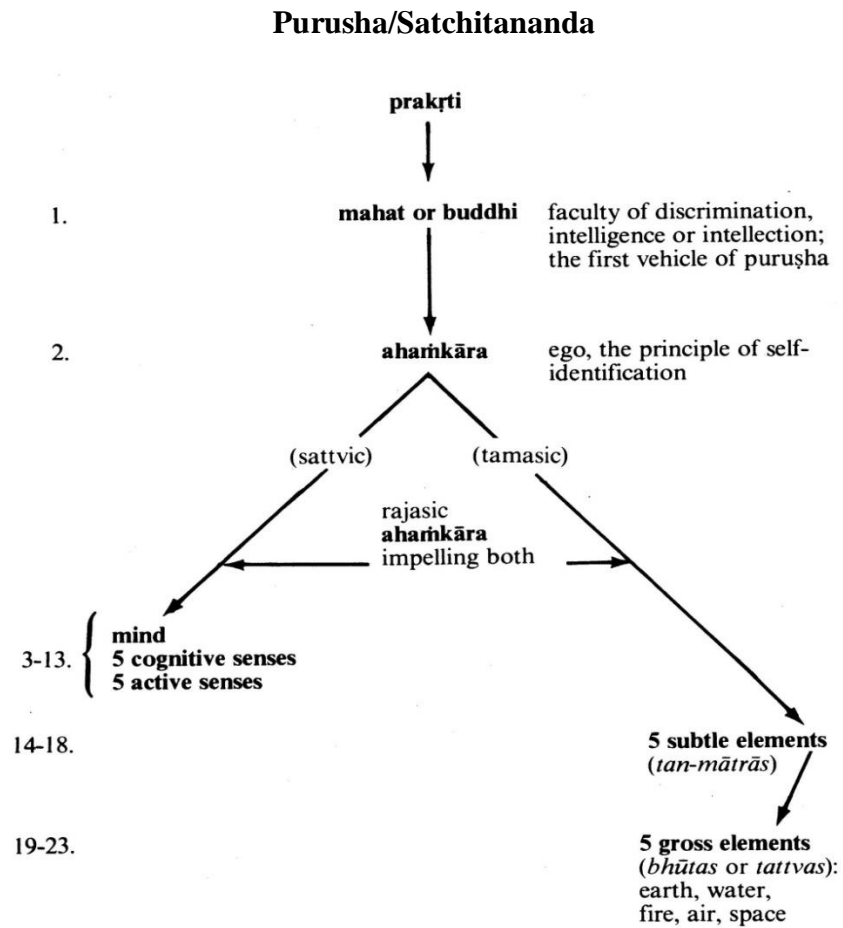 Purusha/Satchitananda
prakṛti
1.
mahat or buddhi
faculty of discrimination,
intelligence or intellection;
the first vehicle of puruṣha
2.
ahaṁkāra
ego, the principle of self-
identification
(sattvic)
(tamasic)
rajasic
ahaṁkāra
impelling both
3-13.
mind
5 cognitive senses
5 active senses
14-18.
5 subtle elements
(tan-mātrās)
19-23.
5 gross elements
(bhūtas or tattvas):
earth, water,
fire, air, space